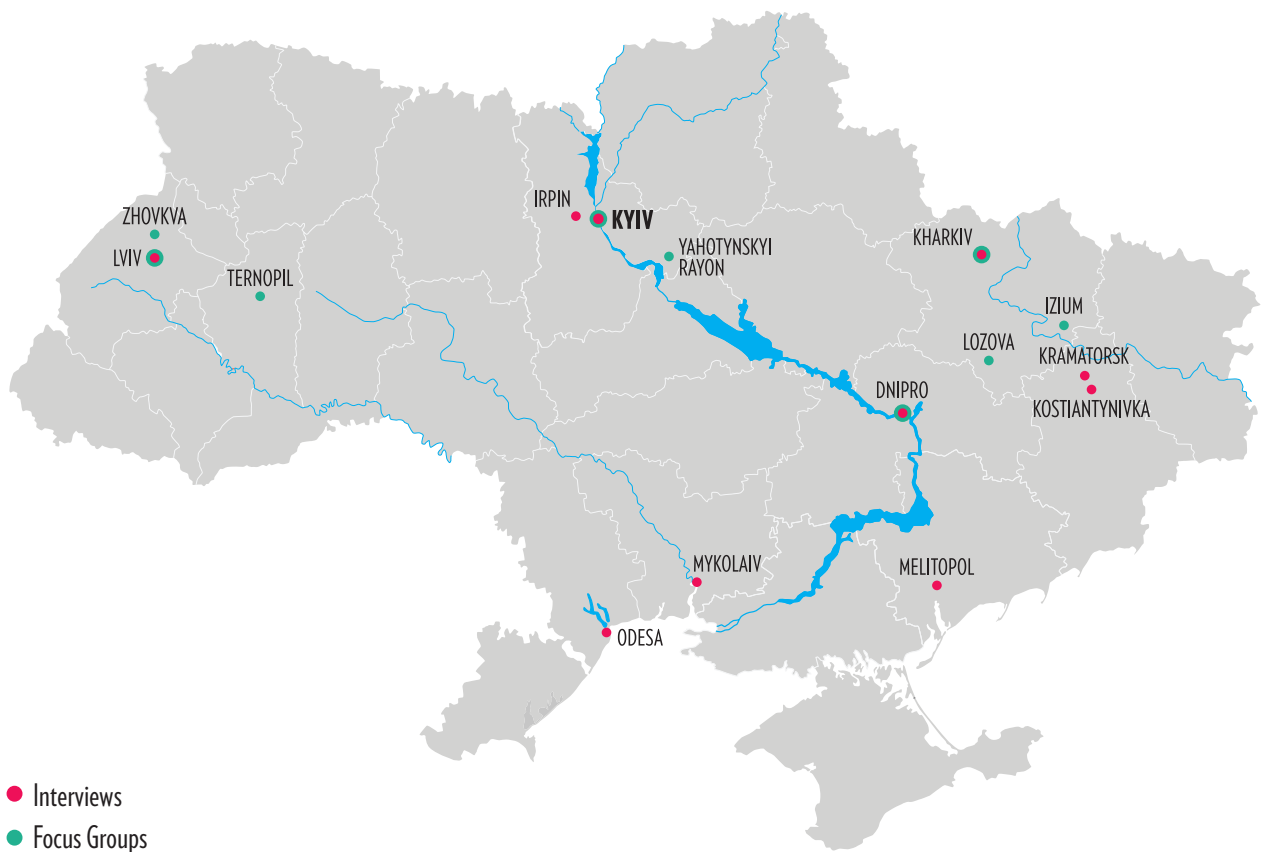 IRPIN
KYIV
ZHOVKVA
LVIV
TERNOPIL
YAHOTYNSKYI
RAYON
KHARKIV
IZIUM
LOZOVA
KRAMATORSK
KOSTIANTYNIVKA
DNIPRO
MYKOLAIV
MELITOPOL
ODESA
Interviews
Focus Groups